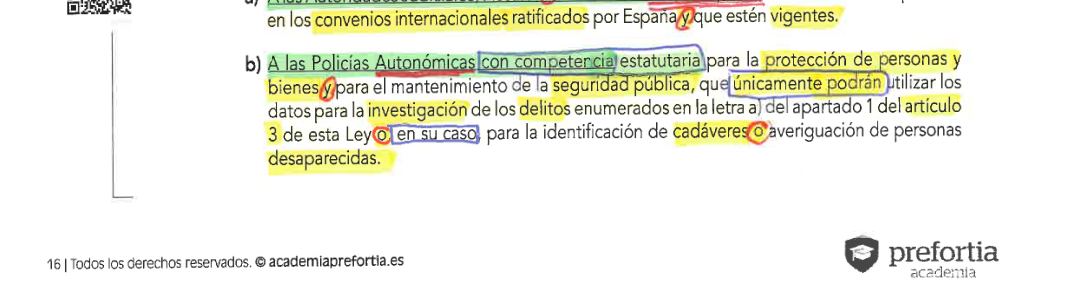 en los convenios internacionales ratificados por España y que estén vigentes.
b) A las Policías Autonómicas con competencia estatutaria para la protección de personas y
bienes y para el mantenimiento de la seguridad pública, que únicamente podrán utilizar los
datos para la investigación de los delitos enumerados en la letra a) del apartado 1 del artículo
3 de esta Ley o, en su caso, para la identificación de cadáveres o averiguación de personas
desaparecidas.
16 | Todos los derechos reservados. © academiaprefortia.es
prefortia
academia